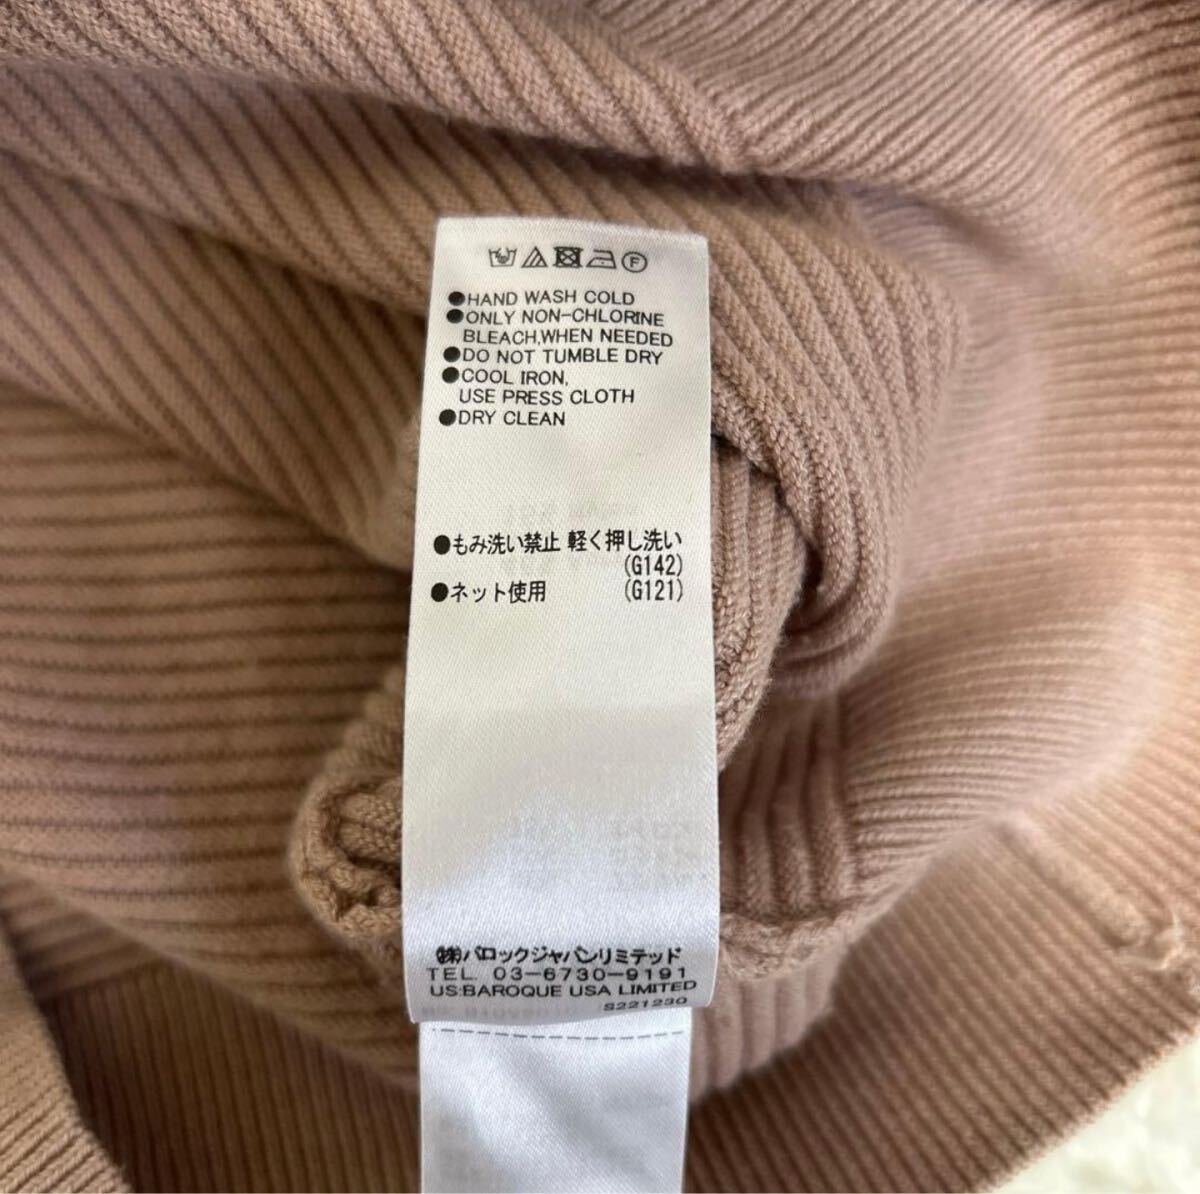 F
●HAND WASH COLD
●ONLY NON-CHLORINE
BLEACH,WHEN NEEDED
●DO NOT TUMBLE DRY
●COOL IRON,
USE PRESS CLOTH
●DRY CLEAN
●もみ洗い禁止 軽く押し洗い
(G142)
●ネット使用 (G121)
㈱バロックジャパンリミテッド
TEL. 03-6730-9191
US:BAROQUE USA LIMITED
S221230